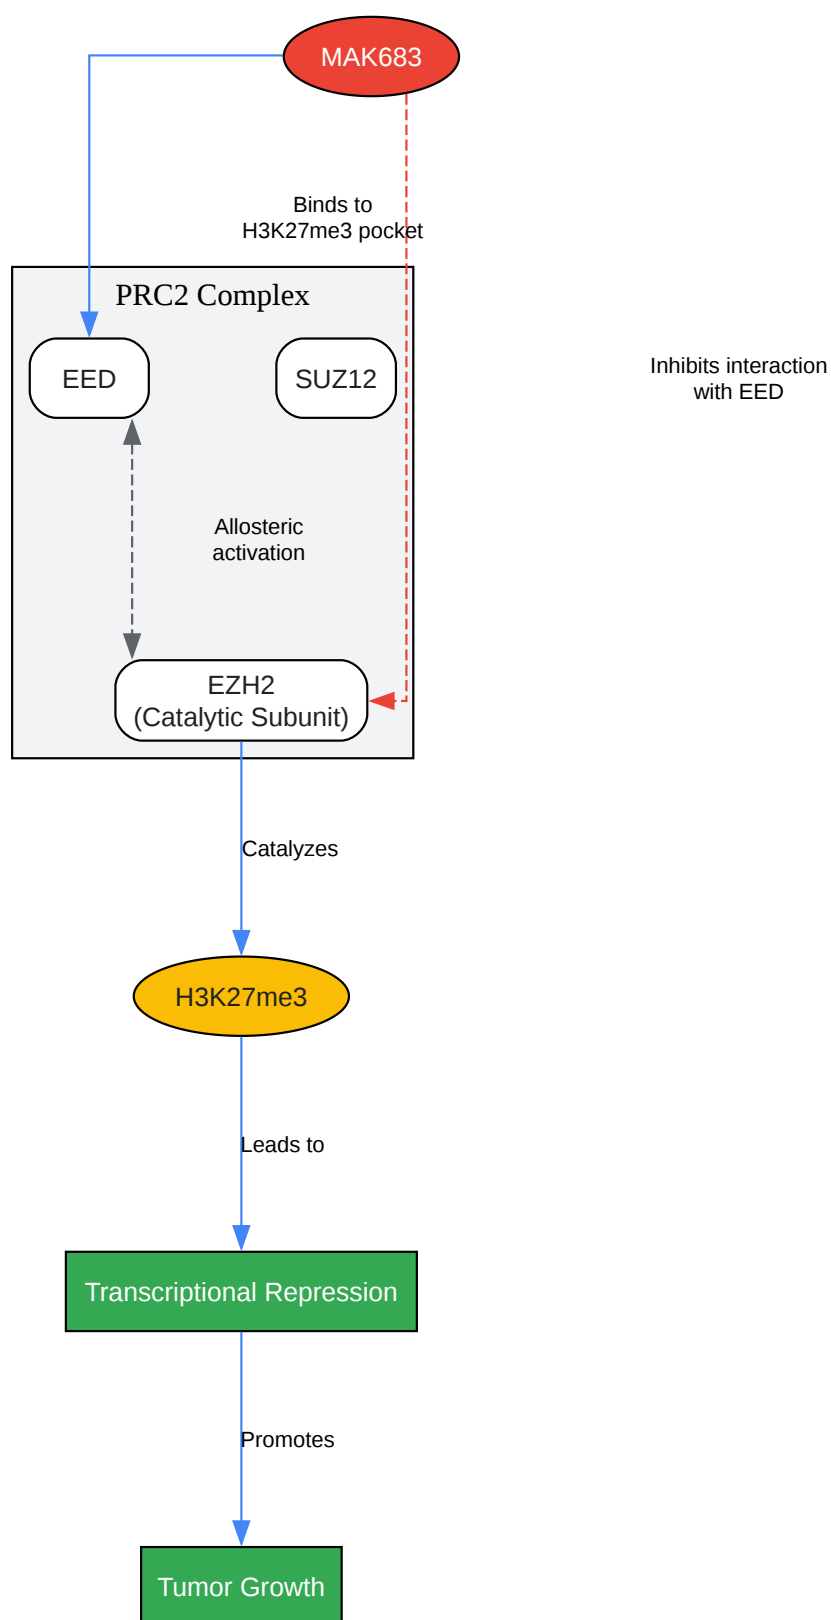 MAK683
Binds to
H3K27me3 pocket
PRC2 Complex
EED
SUZ12
Inhibits interaction
with EED
Allosteric
activation
EZH2
(Catalytic Subunit)
Catalyzes
H3K27me3
Leads to
Transcriptional Repression
Promotes
Tumor Growth